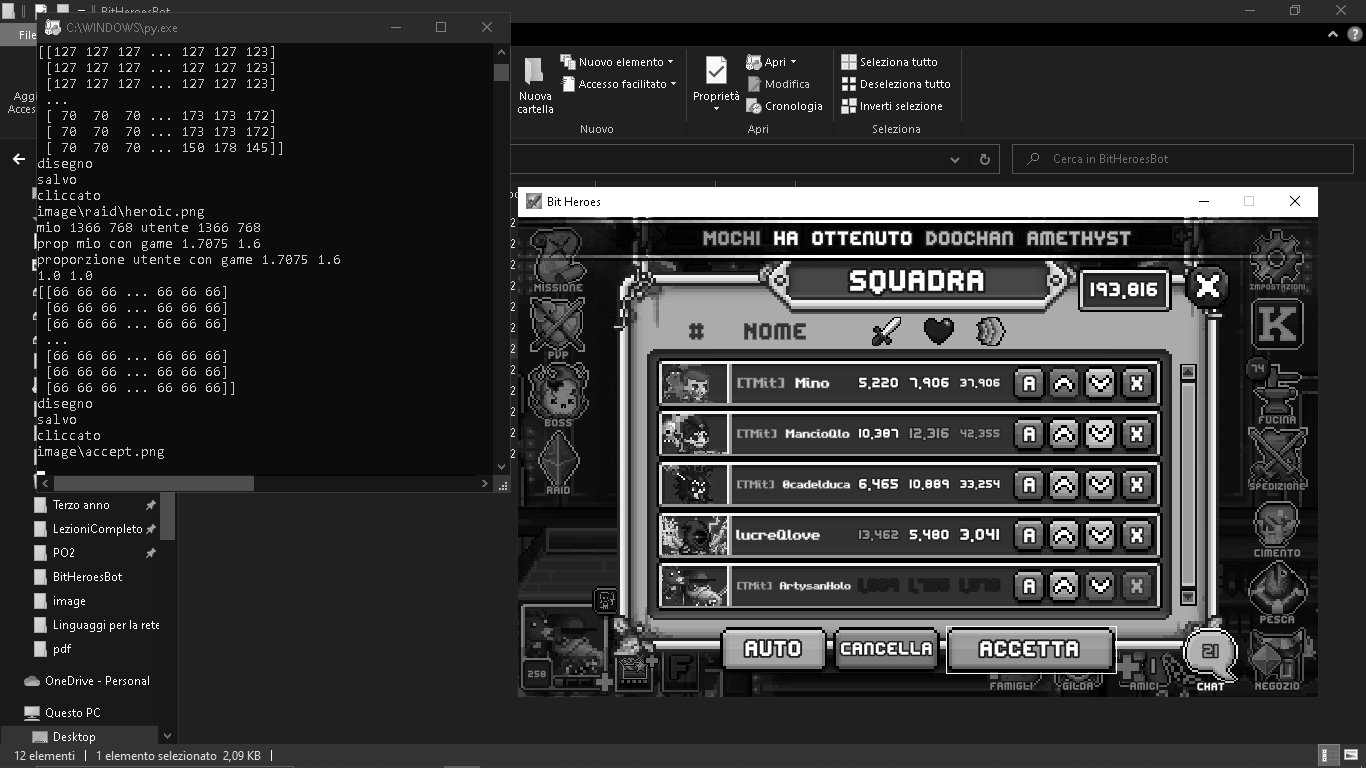 BitHeroesBot
C:\WINDOWS\py.exe
File
[[127 127 127 ... 127 127 123]
[127 127 127 ... 127 127 123]
[127 127 127 ... 127 127 123]
...
[ 70 70 70 ... 173 173 172]
[ 70 70 70 ... 173 173 172]
[ 70 70 70 ... 150 178 145]]
disegno
salvo
cliccato
image\raid\heroic.png
mio 1366 768 utente 1366 768
prop mio con game 1.7075 1.6
proporzione utente con game 1.7075 1.6
1.0 1.0
[[66 66 66 ... 66 66 66]
[66 66 66 ... 66 66 66]
[66 66 66 ... 66 66 66]
...
[66 66 66 ... 66 66 66]
[66 66 66 ... 66 66 66]
[66 66 66 ... 66 66 66]]
disegno
salvo
cliccato
image\accept.png
Nuova cartella
Nuovo elemento
Accesso facilitato
Nuovo
Proprietà
Apri
Modifica
Cronologia
Apri
Seleziona tutto
Deseleziona tutto
Inverti selezione
Seleziona
Cerca in BitHeroesBot
Terzo anno
LezioniCompleto
PO2
BitHeroesBot
image
Linguaggi per la rete
pdf
OneDrive - Personal
Questo PC
Desktop
12 elementi
1 elemento selezionato 2,09 KB
Bit Heroes
MOCHI HA OTTENUTO DOOCHAN AMETHYST
SQUADRA
193,816
# NOME
[TMit] Mino 5,220 7,906 37,906 A X
[TMit] MancioQlo 10,387 12,316 42,355 A X
[TMit] 0cadelduca 6,465 10,889 33,254 A X
lucreQlove 13,462 5,480 3,041 A X
[TMit] ArtysanHolo A X
AUTO
CANCELLA
ACCETTA
MISSIONE
PVP
BOSS
RAID
258
F
IMPOSTAZIONI
K
74
FUCINA
SPEDIZIONE
CIMENTO
PESCA
NEGOZIO
21
CHAT
FAMIGLI
GILDA
AMICI